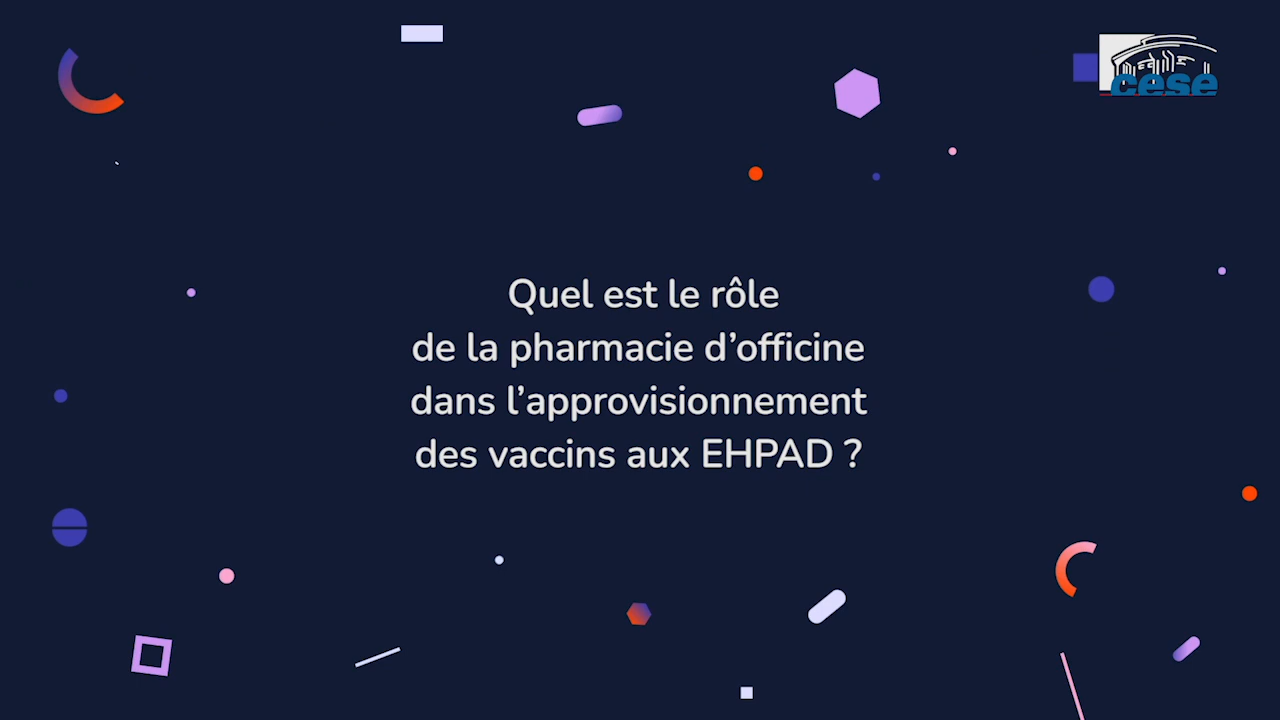 cese
Quel est le rôle
de la pharmacie d’officine
dans l’approvisionnement
des vaccins aux EHPAD ?